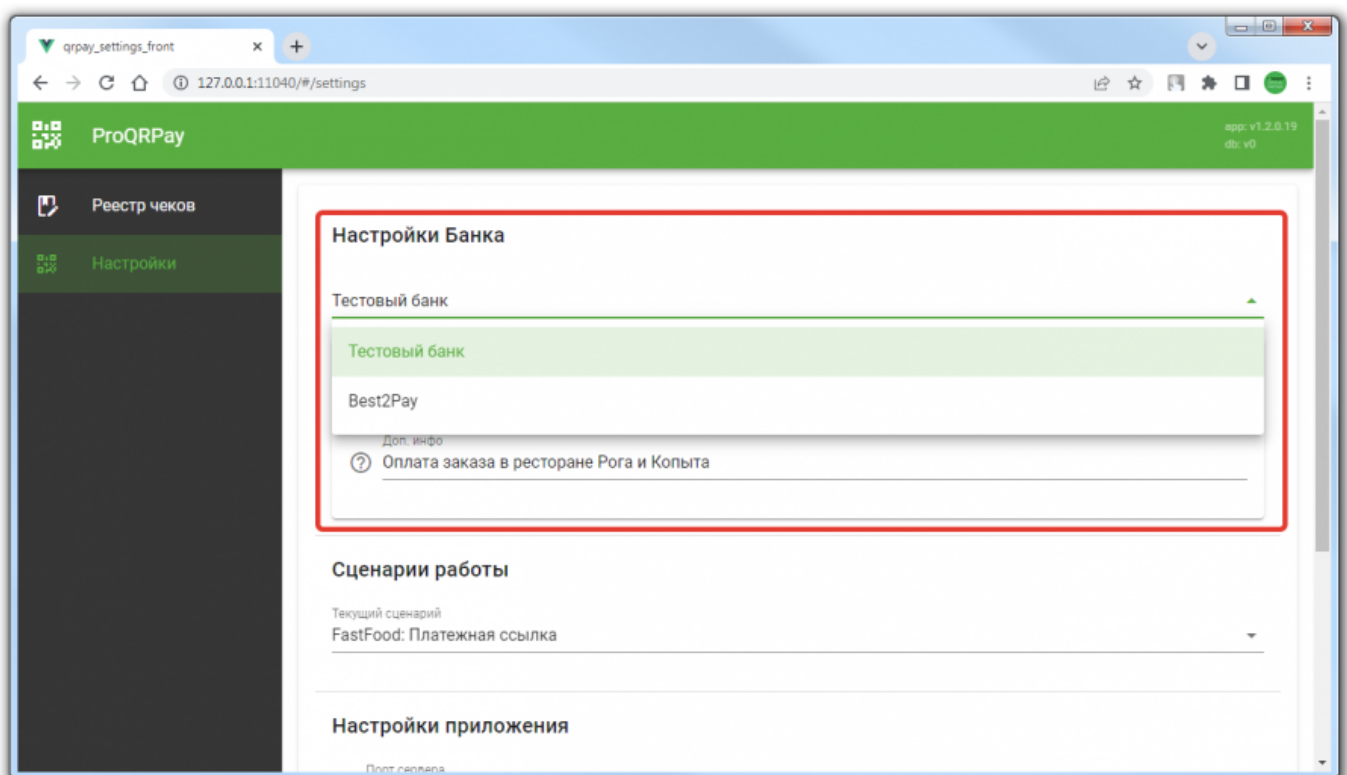 qrpay_settings_front
127.0.0.1:11040/#/settings
ProQRPay
app: v1.2.0.19
db: v0
Реестр чеков
Настройки
Настройки Банка
Тестовый банк
Тестовый банк
Best2Pay
Доп. инфо
Оплата заказа в ресторане Рога и Копыта
Сценарии работы
Текущий сценарий
FastFood: Платежная ссылка
Настройки приложения
Порт сервера